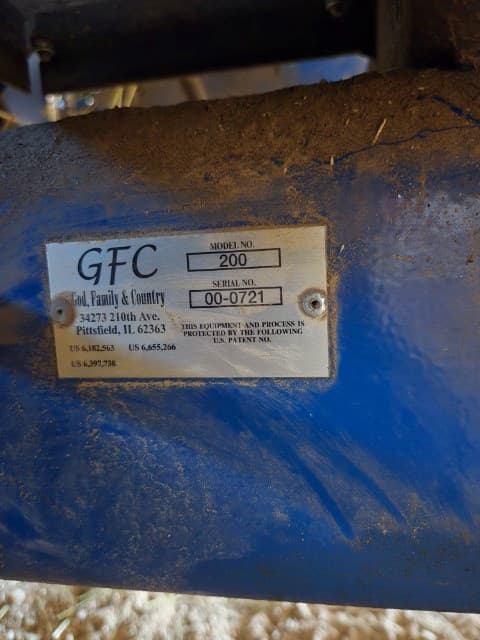 GFC
God, Family & Country
34273 210th Ave.
Pittsfield, IL 62363
US 6,182,563 US 6,655,266
US 6,397,738
MODEL NO.
200
SERIAL NO.
00-0721
THIS EQUIPMENT AND PROCESS IS
PROTECTED BY THE FOLLOWING
U.S. PATENT NO.